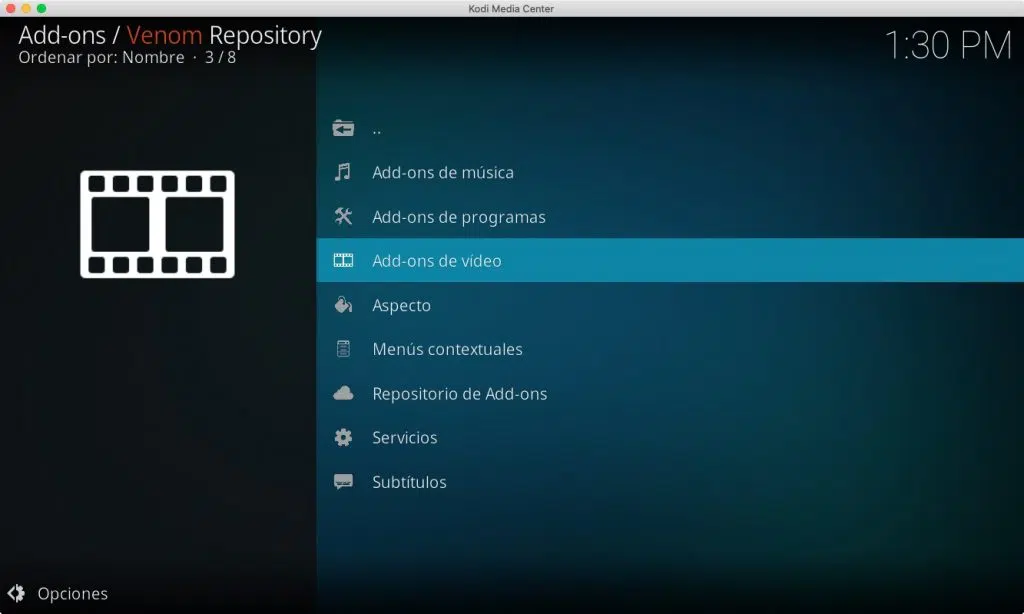 Kodi Media Center
Add-ons / Venom Repository
1:30 PM
Ordenar por: Nombre · 3 / 8
..
Add-ons de música
Add-ons de programas
Add-ons de vídeo
Aspecto
Menús contextuales
Repositorio de Add-ons
Servicios
Subtítulos
Opciones